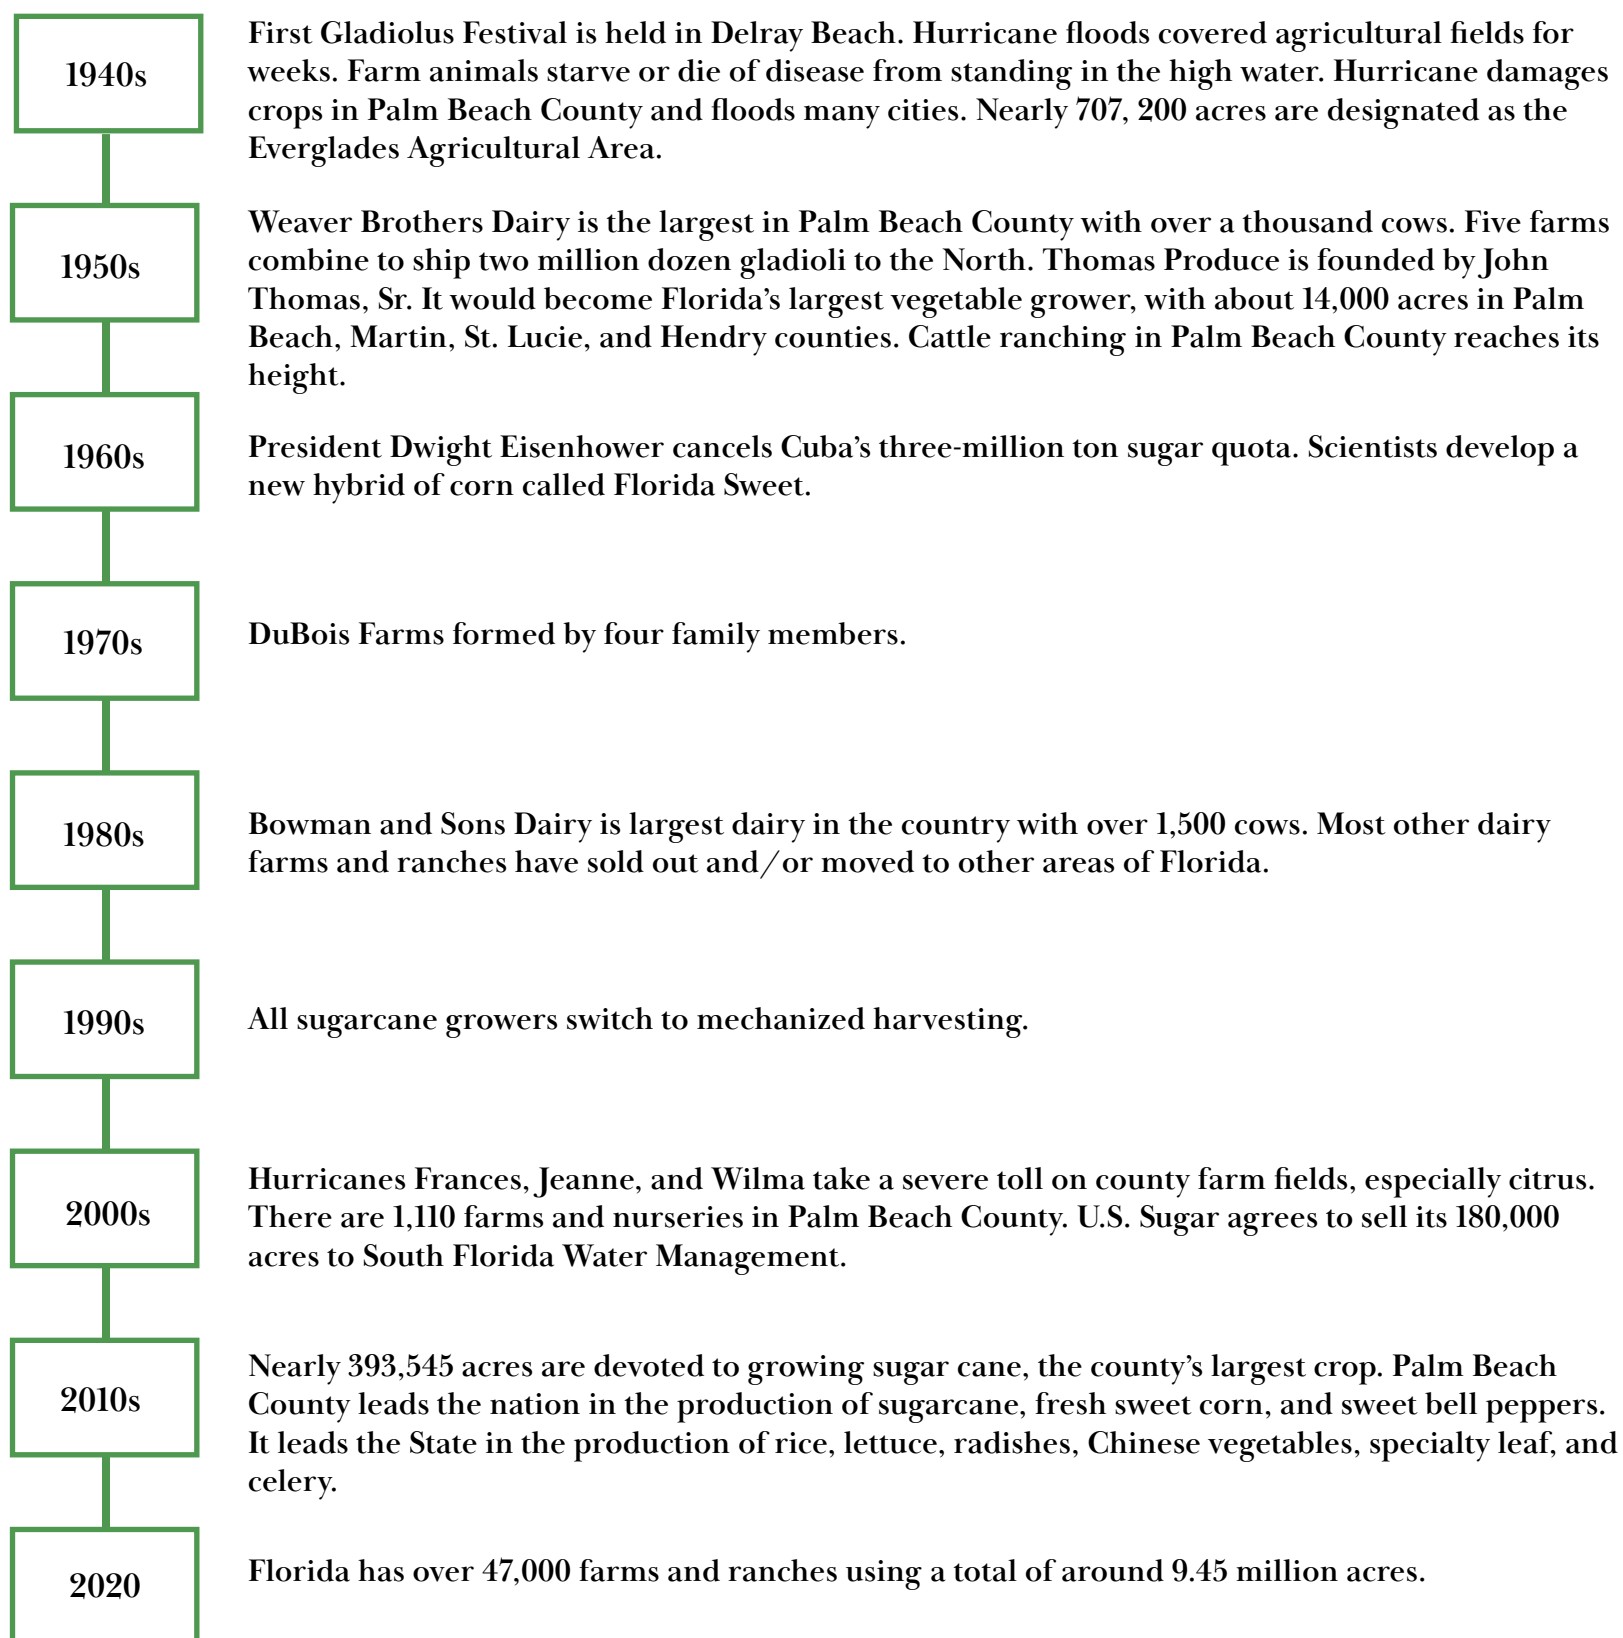 1940s
First Gladiolus Festival is held in Delray Beach. Hurricane floods covered agricultural fields for
weeks. Farm animals starve or die of disease from standing in the high water. Hurricane damages
crops in Palm Beach County and floods many cities. Nearly 707, 200 acres are designated as the
Everglades Agricultural Area.
1950s
Weaver Brothers Dairy is the largest in Palm Beach County with over a thousand cows. Five farms
combine to ship two million dozen gladioli to the North. Thomas Produce is founded by John
Thomas, Sr. It would become Florida’s largest vegetable grower, with about 14,000 acres in Palm
Beach, Martin, St. Lucie, and Hendry counties. Cattle ranching in Palm Beach County reaches its
height.
1960s
President Dwight Eisenhower cancels Cuba’s three-million ton sugar quota. Scientists develop a
new hybrid of corn called Florida Sweet.
1970s
DuBois Farms formed by four family members.
1980s
Bowman and Sons Dairy is largest dairy in the country with over 1,500 cows. Most other dairy
farms and ranches have sold out and/or moved to other areas of Florida.
1990s
All sugarcane growers switch to mechanized harvesting.
2000s
Hurricanes Frances, Jeanne, and Wilma take a severe toll on county farm fields, especially citrus.
There are 1,110 farms and nurseries in Palm Beach County. U.S. Sugar agrees to sell its 180,000
acres to South Florida Water Management.
2010s
Nearly 393,545 acres are devoted to growing sugar cane, the county’s largest crop. Palm Beach
County leads the nation in the production of sugarcane, fresh sweet corn, and sweet bell peppers.
It leads the State in the production of rice, lettuce, radishes, Chinese vegetables, specialty leaf, and
celery.
2020
Florida has over 47,000 farms and ranches using a total of around 9.45 million acres.